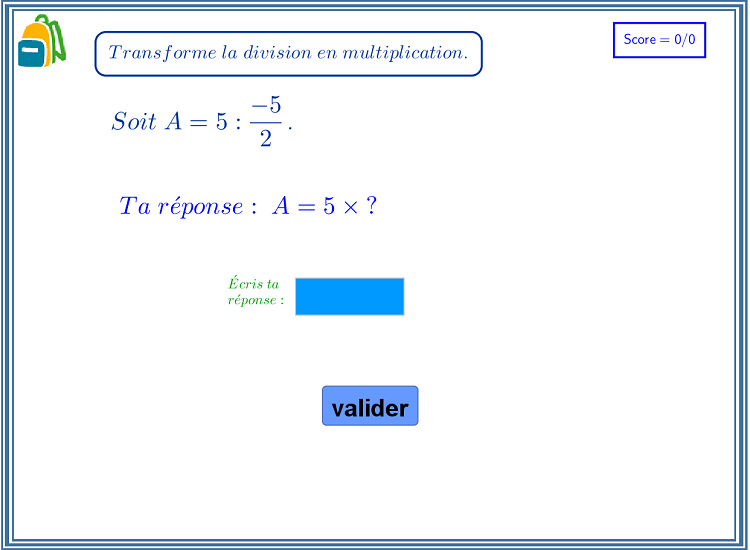 Transforme la division en multiplication.
Score = 0/0
Soit A = 5 : \frac{-5}{2}.
Ta réponse : A = 5 × ?
Écris ta
réponse :
valider